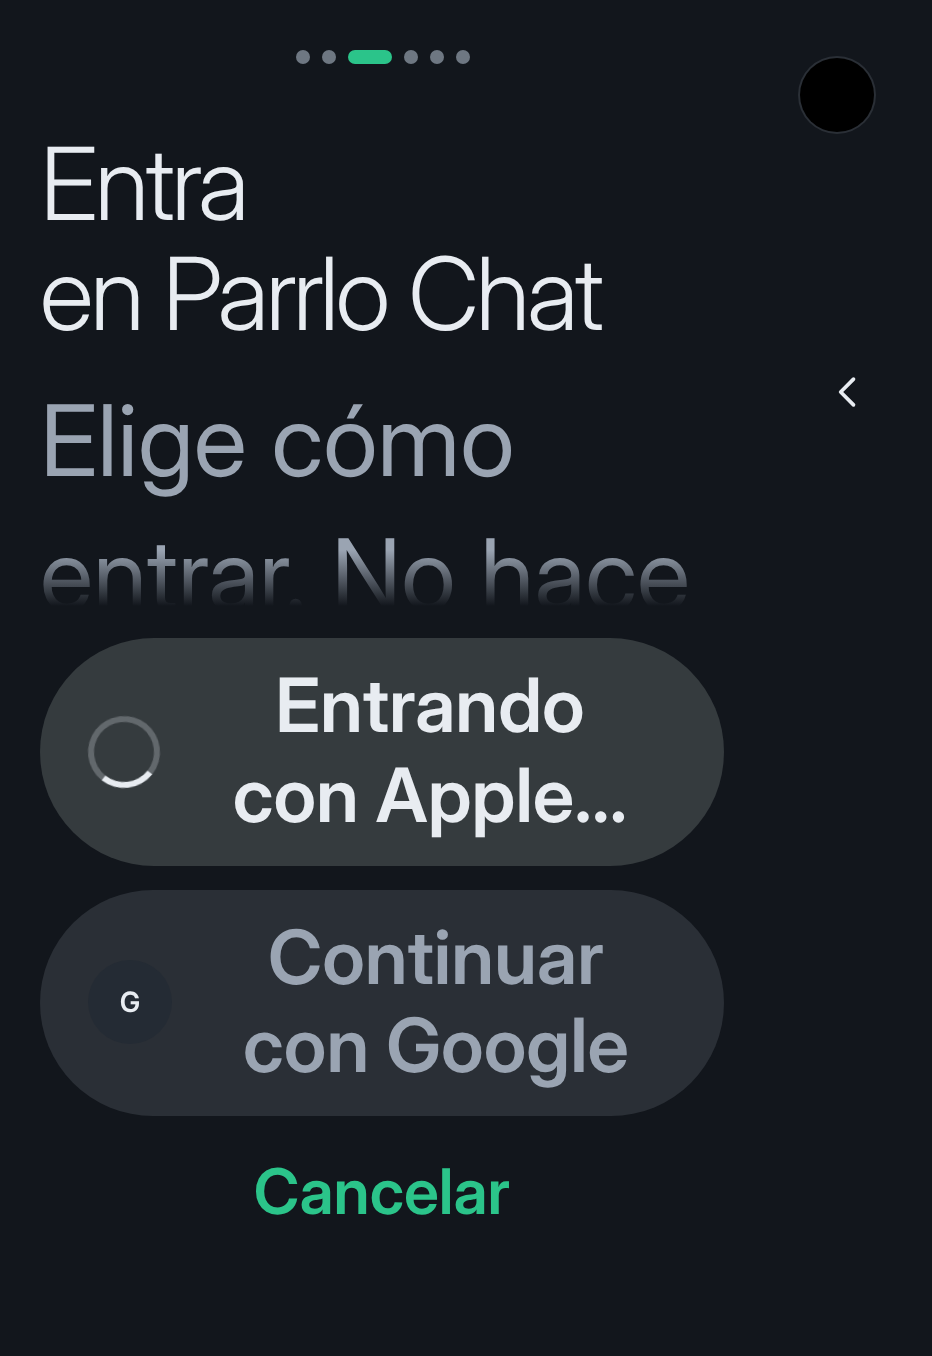 Entra
en Parrlo Chat
Elige cómo
entrar. No hace
Entrando
con Apple...
G
Continuar
con Google
Cancelar